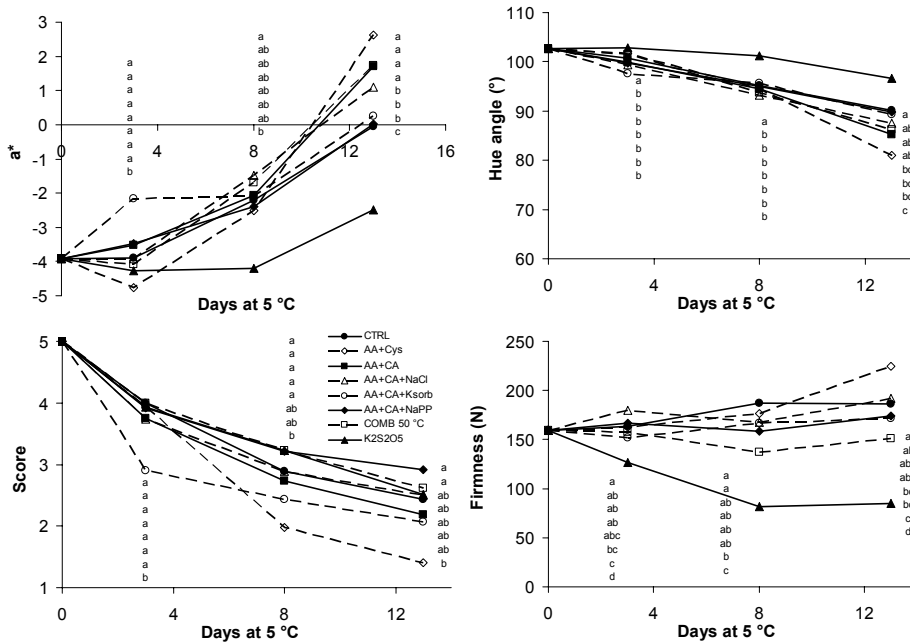 3
2
1
0
-1
-2
-3
-4
-5
0
4
8
12
16
a*
Days at 5 °C
a
a
a
a
a
a
a
b
a
ab
ab
ab
ab
ab
ab
b
a
a
a
a
b
b
b
c
110
100
90
80
70
60
0
4
8
12
Hue angle (°)
Days at 5 °C
a
b
b
b
b
b
b
b
a
b
b
b
b
b
b
b
a
ab
ab
ab
bc
bc
bc
c
5
4
3
2
1
0
4
8
12
Score
Days at 5 °C
CTRL
AA+Cys
AA+CA
AA+CA+NaCl
AA+CA+Ksorb
AA+CA+NaPP
COMB 50 °C
K2S2O5
a
a
a
a
a
a
a
b
a
a
a
a
a
a
ab
b
a
a
ab
ab
ab
ab
ab
b
250
200
150
100
50
0
0
4
8
12
Firmness (N)
Days at 5 °C
a
ab
ab
ab
abc
bc
c
d
a
a
ab
ab
ab
ab
b
c
a
ab
ab
ab
bc
bc
c
d